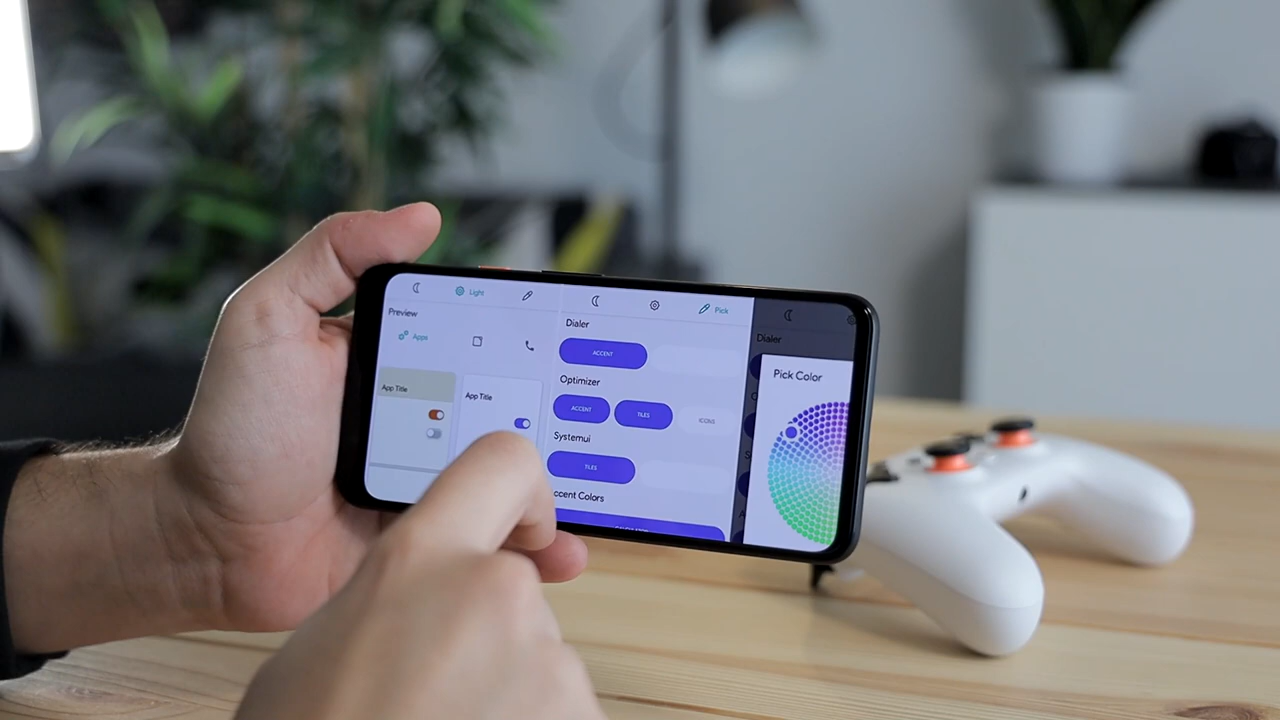 Light
Preview
Apps
App Title
App Title
Pick
Dialer
ACCENT
Optimizer
ACCENT
TILES
ICONS
Systemui
TILES
ccent Colors
Dialer
Pick Color